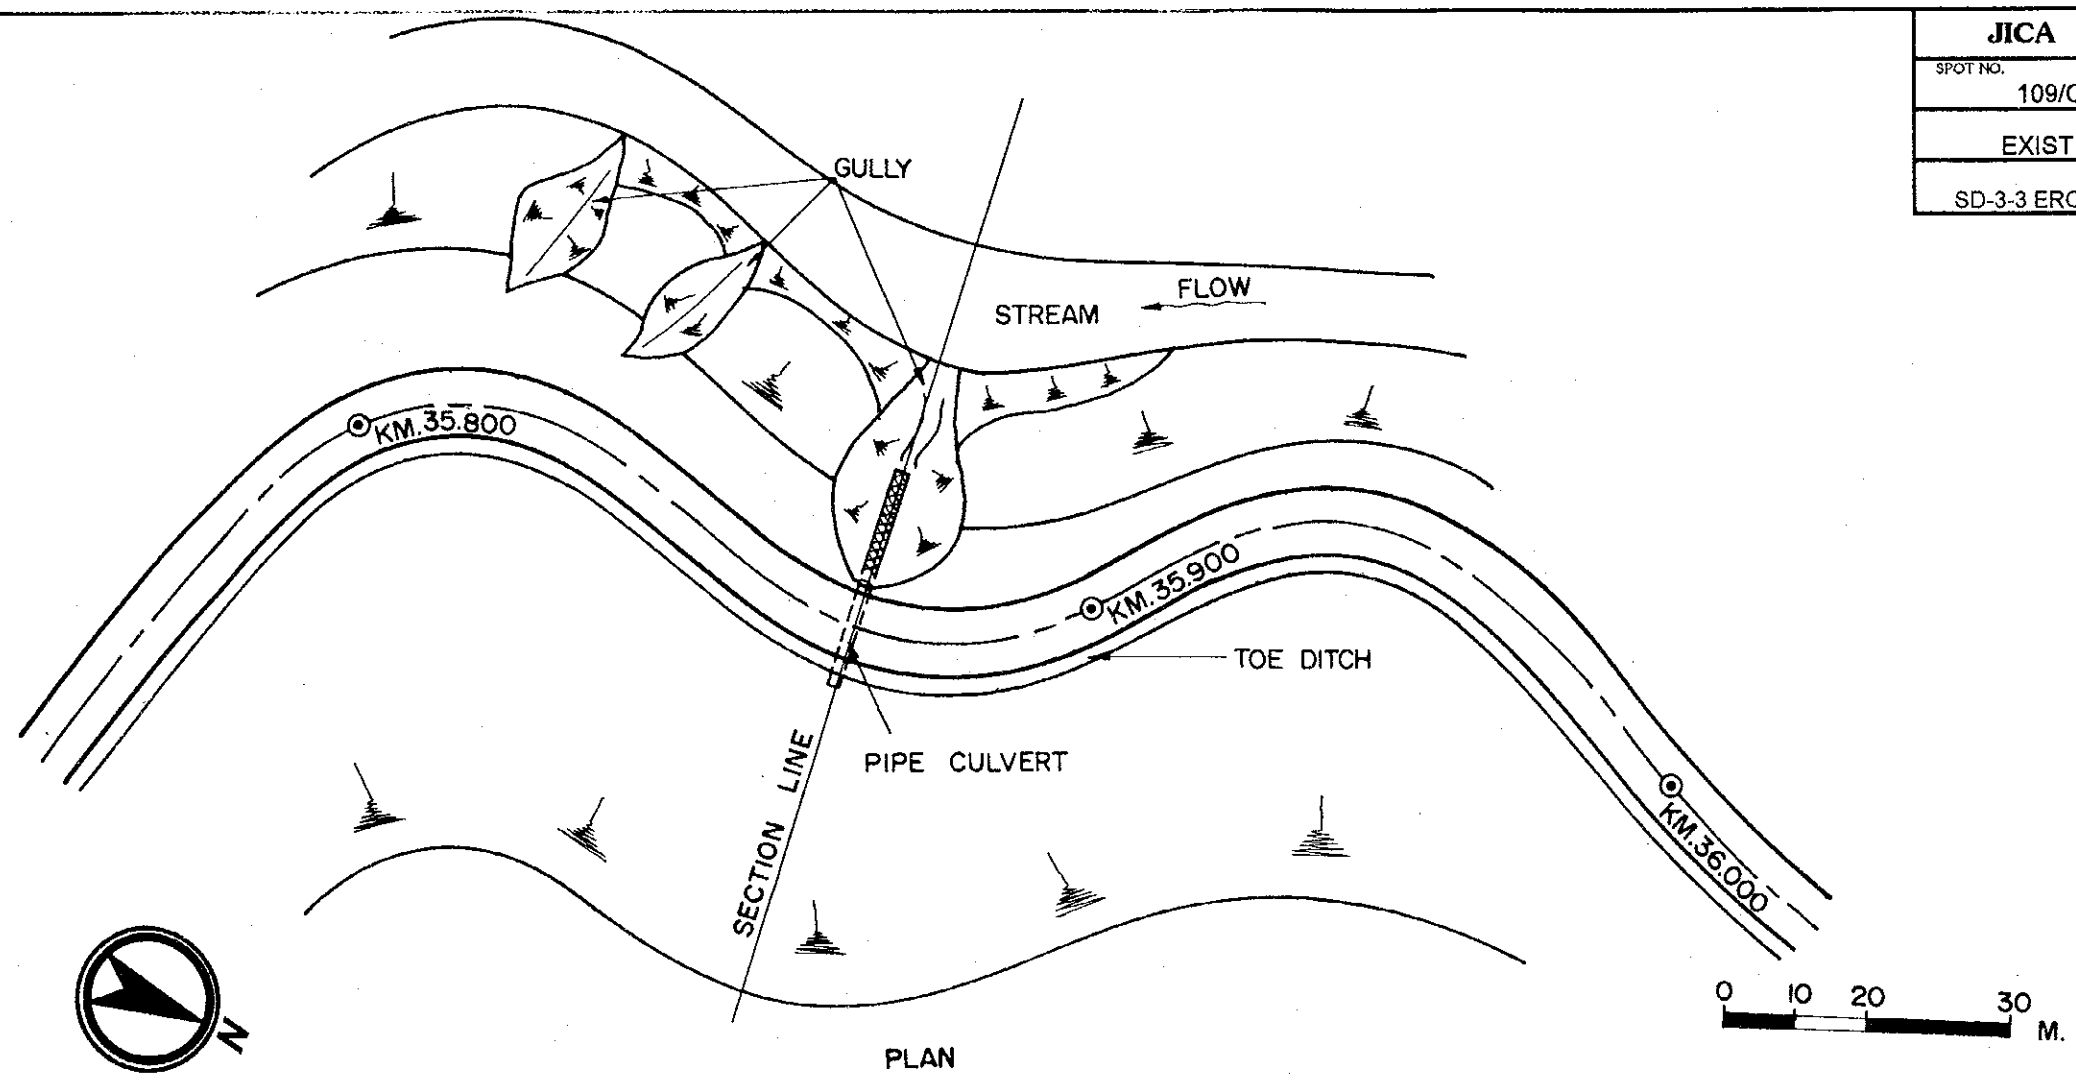 JICA
SPOT NO.
109/
EXIST
SD-3-3
GULLY
FLOW
STREAM
KM.35.800
KM.35.900
TOE DITCH
PIPE CULVERT
SECTION LINE
KM.36.000
N
0 10 20 30
M.
PLAN